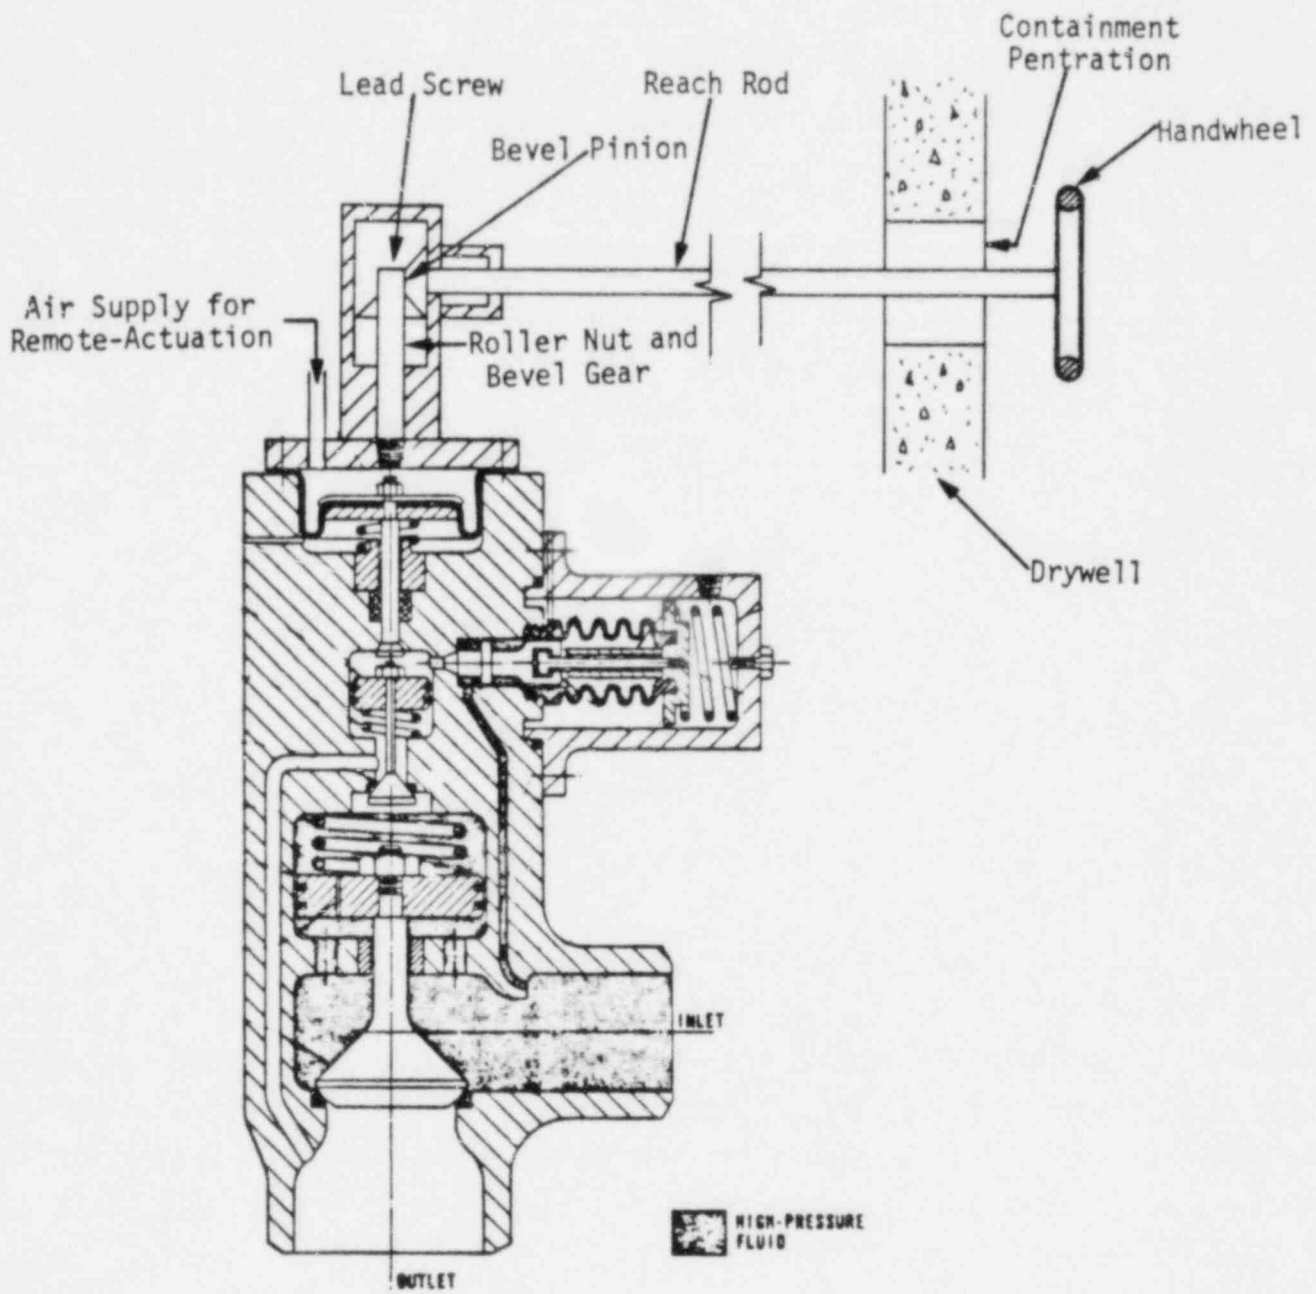 Containment
Pentration
Lead Screw
Reach Rod
Handwheel
Bevel Pinion
Air Supply for
Remote-Actuation
Roller Nut and
Bevel Gear
Drywell
INLET
HIGH-PRESSURE
FLUID
OUTLET